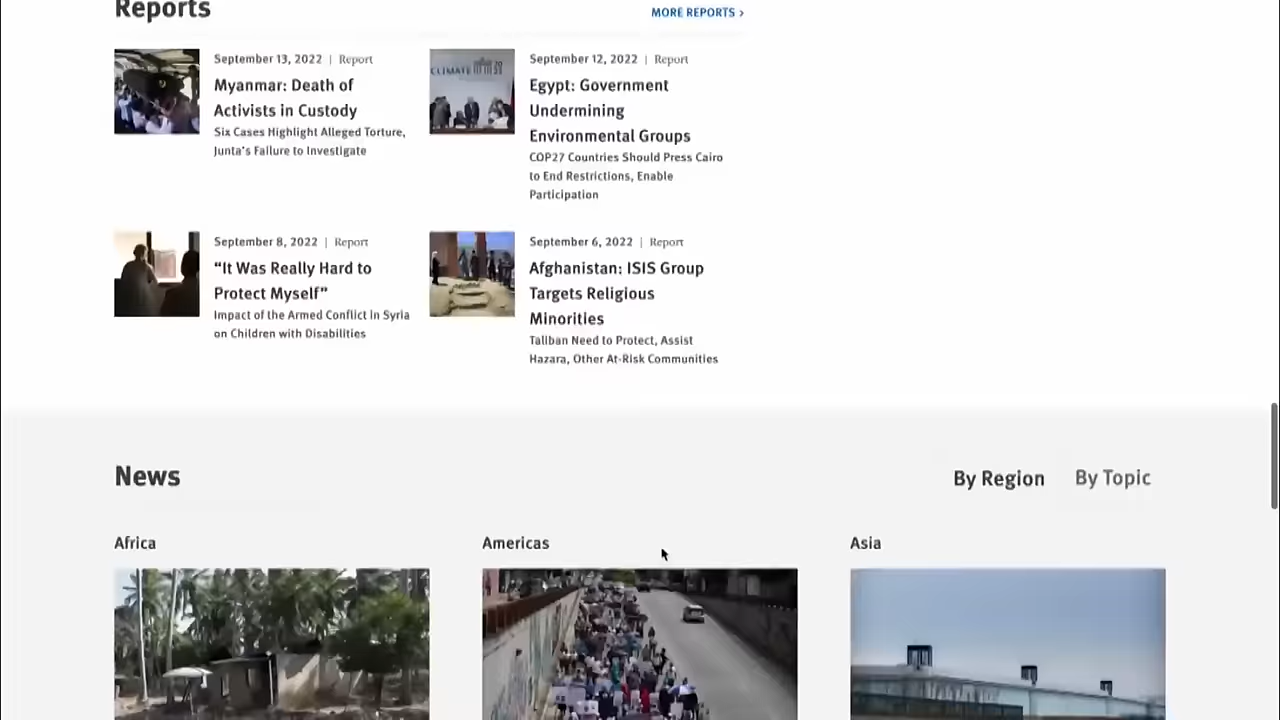 Reports
MORE REPORTS ›
September 13, 2022 | Report
Myanmar: Death of
Activists in Custody
Six Cases Highlight Alleged Torture,
Junta's Failure to Investigate
September 12, 2022 | Report
Egypt: Government
Undermining
Environmental Groups
COP27 Countries Should Press Cairo
to End Restrictions, Enable
Participation
CLIMATE
September 8, 2022 | Report
“It Was Really Hard to
Protect Myself”
Impact of the Armed Conflict in Syria
on Children with Disabilities
September 6, 2022 | Report
Afghanistan: ISIS Group
Targets Religious
Minorities
Taliban Need to Protect, Assist
Hazara, Other At-Risk Communities
News
By Region
By Topic
Africa
Americas
Asia